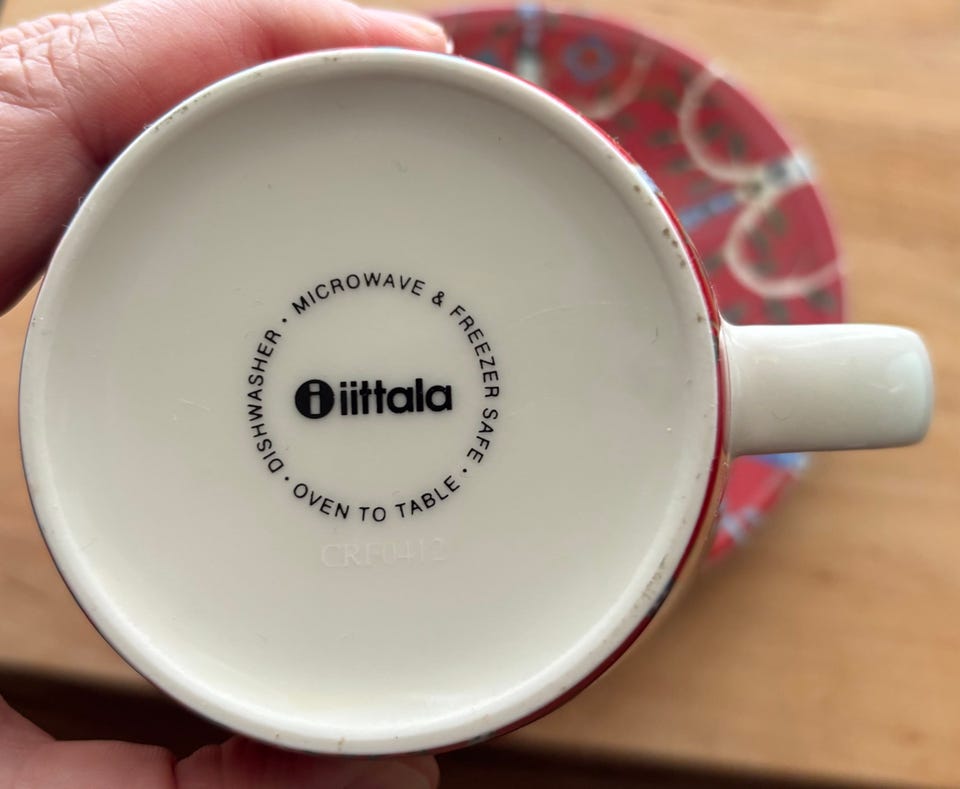 DISHWASHER • MICROWAVE & FREEZER SAFE • OVEN TO TABLE •
i iittala
CRF0412